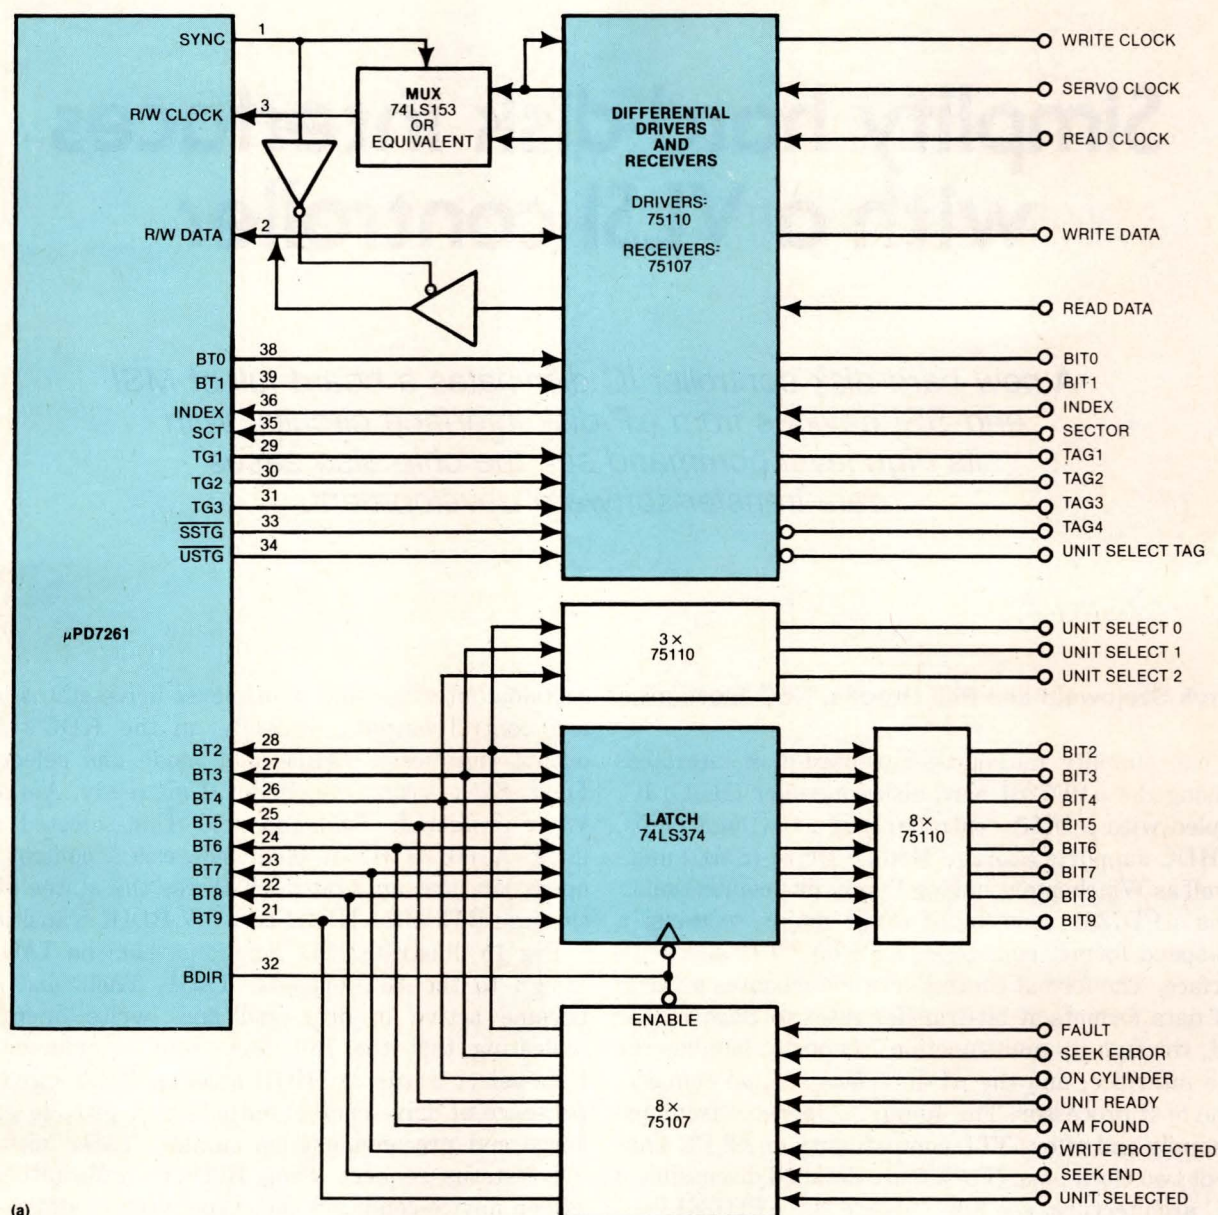 SYNC
1
R/W CLOCK
3
MUX
74LS153
OR
EQUIVALENT
R/W DATA
2
DIFFERENTIAL
DRIVERS
AND
RECEIVERS
DRIVERS:
75110
RECEIVERS:
75107
WRITE CLOCK
SERVO CLOCK
READ CLOCK
WRITE DATA
READ DATA
BT0 38
BT1 39
INDEX 36
SCT 35
TG1 29
TG2 30
TG3 31
SSTG 33
USTG 34
BIT0
BIT1
INDEX
SECTOR
TAG1
TAG2
TAG3
TAG4
UNIT SELECT TAG
μPD7261
3×
75110
UNIT SELECT 0
UNIT SELECT 1
UNIT SELECT 2
BT2 28
BT3 27
BT4 26
BT5 25
BT6 24
BT7 23
BT8 22
BT9 21
BDIR 32
LATCH
74LS374
8×
75110
BIT2
BIT3
BIT4
BIT5
BIT6
BIT7
BIT8
BIT9
ENABLE
8×
75107
FAULT
SEEK ERROR
ON CYLINDER
UNIT READY
AM FOUND
WRITE PROTECTED
SEEK END
UNIT SELECTED
(a)